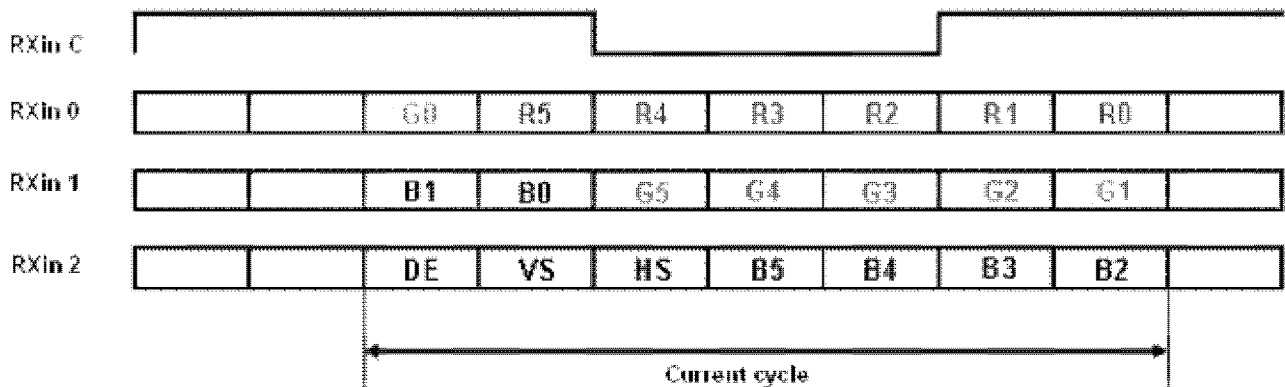 RXin C
RXin 0 G0 R5 R4 R3 R2 R1 R0
RXin 1 B1 B0 G5 G4 G3 G2 G1
RXin 2 DE VS HS B5 B4 B3 B2
Current cycle